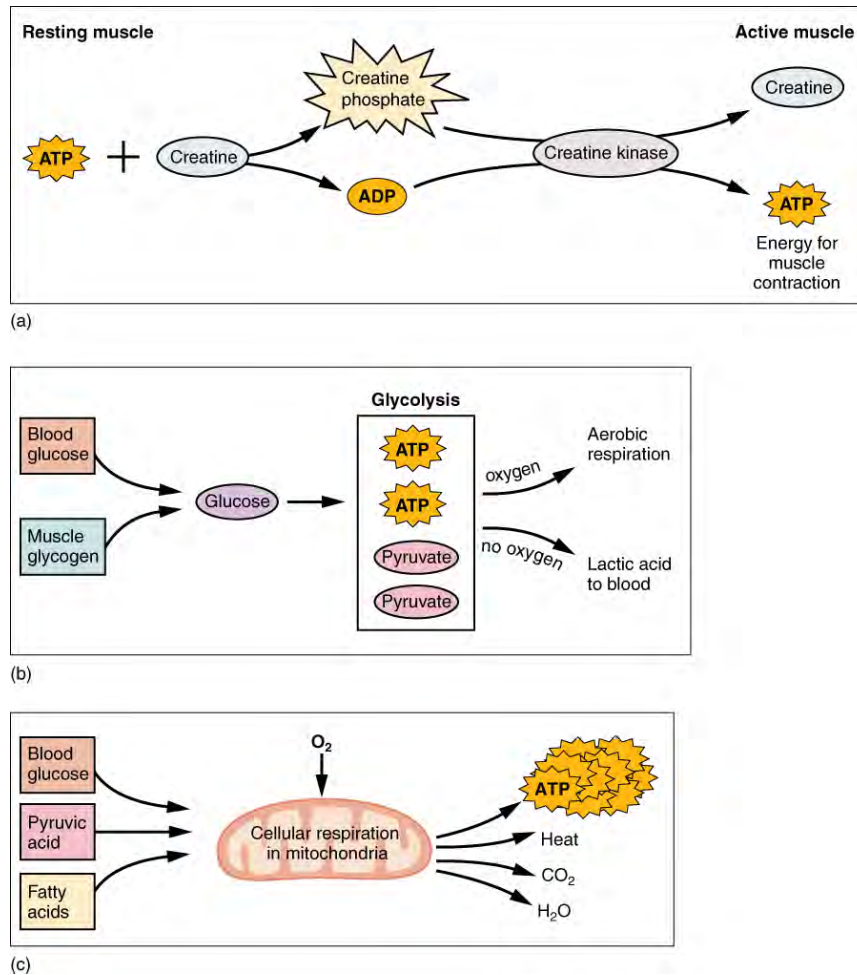 Resting muscle
Active muscle
Creatine
phosphate
Creatine
ATP
Creatine
Creatine kinase
ADP
ATP
Energy for
muscle
contraction
(a)
Glycolysis
Blood
glucose
ATP
oxygen
Aerobic
respiration
Glucose
ATP
Muscle
glycogen
Pyruvate
no oxygen
Lactic acid
to blood
Pyruvate
(b)
Blood
glucose
O₂
ATP
Pyruvic
acid
Cellular respiration
in mitochondria
Heat
CO₂
Fatty
acids
H₂O
(c)